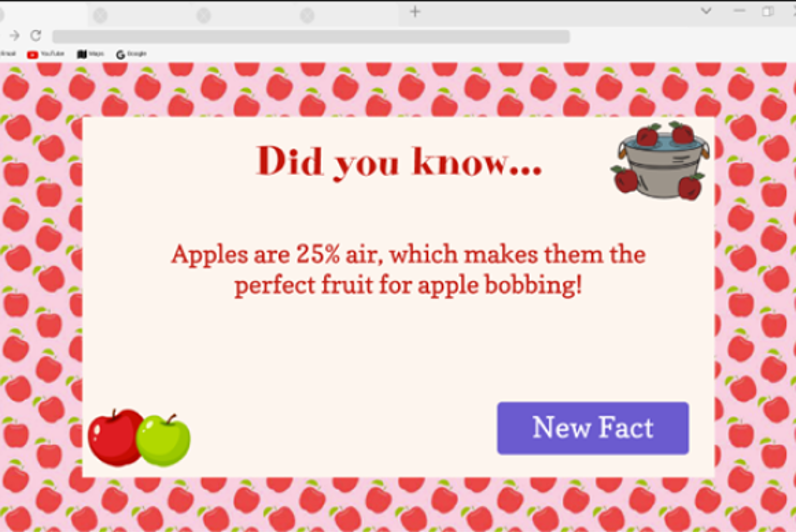 YouTube
Maps
Google
Did you know...
Apples are 25% air, which makes them the
perfect fruit for apple bobbing!
New Fact